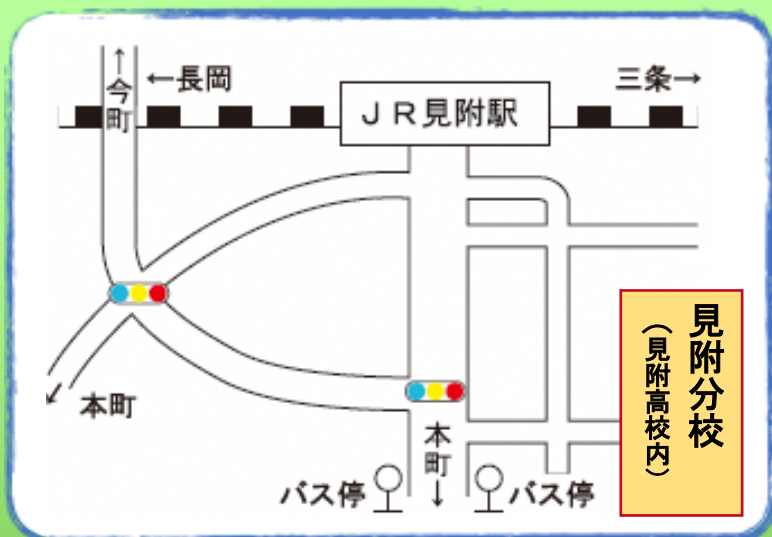 ↑今町
←長岡
三条→
JR見附駅
見附分校
（見附高校内）
本町
本町↓
バス停
バス停